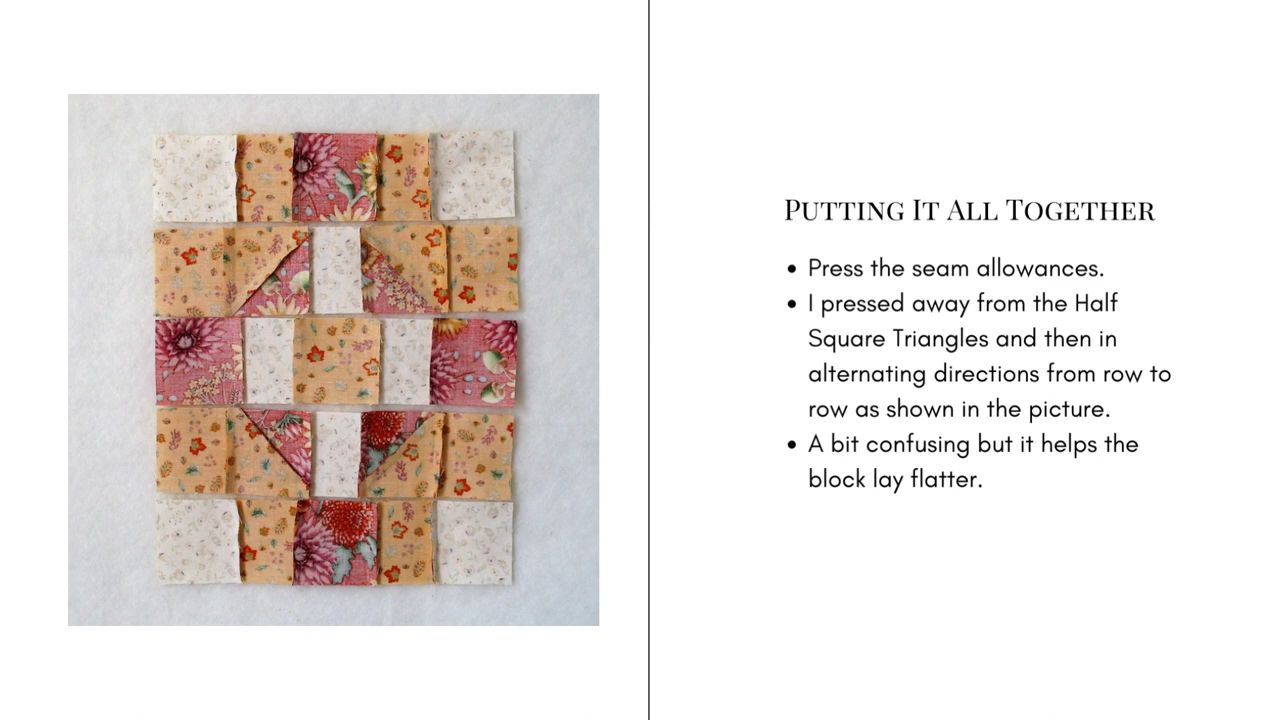 Putting It All Together
• Press the seam allowances.
• I pressed away from the Half
Square Triangles and then in
alternating directions from row to
row as shown in the picture.
• A bit confusing but it helps the
block lay flatter.